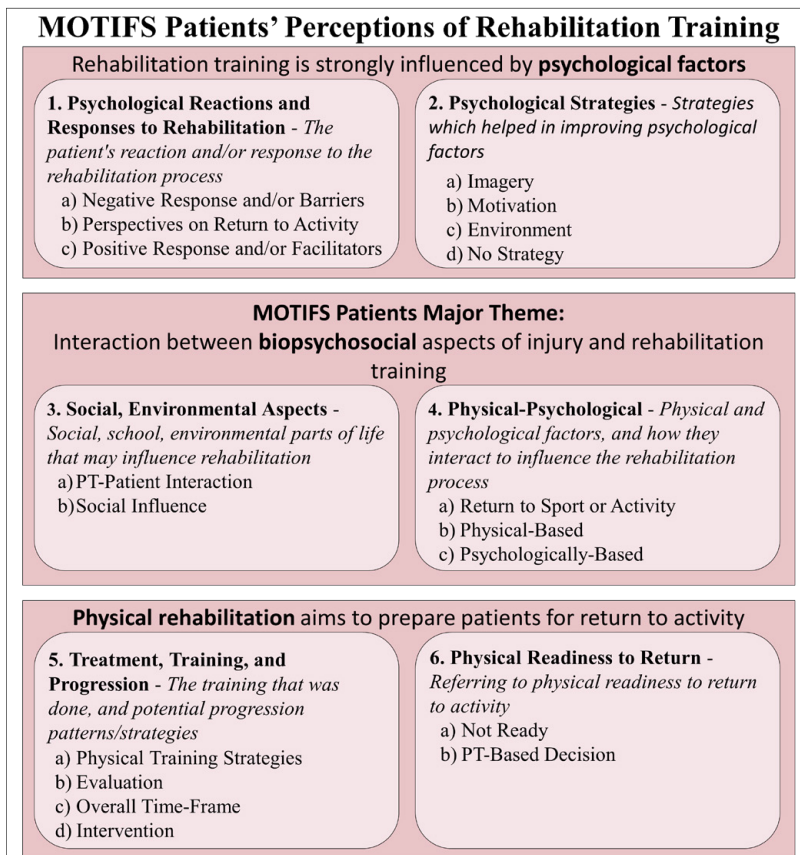 MOTIFS Patients’ Perceptions of Rehabilitation Training
Rehabilitation training is strongly influenced by psychological factors
1. Psychological Reactions and
Responses to Rehabilitation - The
patient's reaction and/or response to the
rehabilitation process
a) Negative Response and/or Barriers
b) Perspectives on Return to Activity
c) Positive Response and/or Facilitators
2. Psychological Strategies - Strategies
which helped in improving psychological
factors
a) Imagery
b) Motivation
c) Environment
d) No Strategy
MOTIFS Patients Major Theme:
Interaction between biopsychosocial aspects of injury and rehabilitation
training
3. Social, Environmental Aspects -
Social, school, environmental parts of life
that may influence rehabilitation
a) PT-Patient Interaction
b) Social Influence
4. Physical-Psychological - Physical and
psychological factors, and how they
interact to influence the rehabilitation
process
a) Return to Sport or Activity
b) Physical-Based
c) Psychologically-Based
Physical rehabilitation aims to prepare patients for return to activity
5. Treatment, Training, and
Progression - The training that was
done, and potential progression
patterns/strategies
a) Physical Training Strategies
b) Evaluation
c) Overall Time-Frame
d) Intervention
6. Physical Readiness to Return -
Referring to physical readiness to return
to activity
a) Not Ready
b) PT-Based Decision